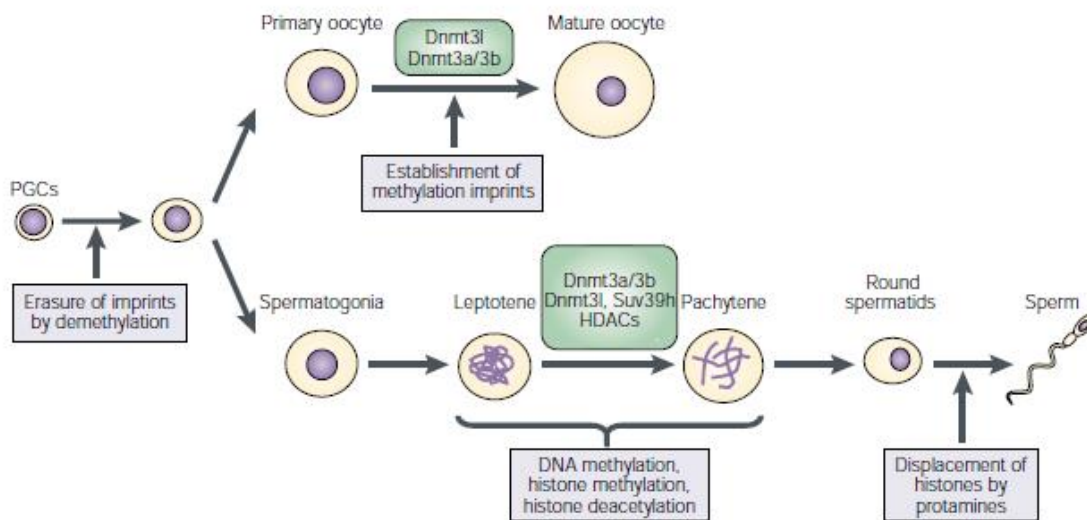 Primary oocyte
Dnmt3l
Dnmt3a/3b
Mature oocyte
Establishment of
methylation imprints
PGCs
Erasure of imprints
by demethylation
Spermatogonia
Leptotene
Dnmt3a/3b
Dnmt3l, Suv39h
HDACs
Pachytene
Round
spermatids
Sperm
DNA methylation,
histone methylation,
histone deacetylation
Displacement of
histones by
protamines